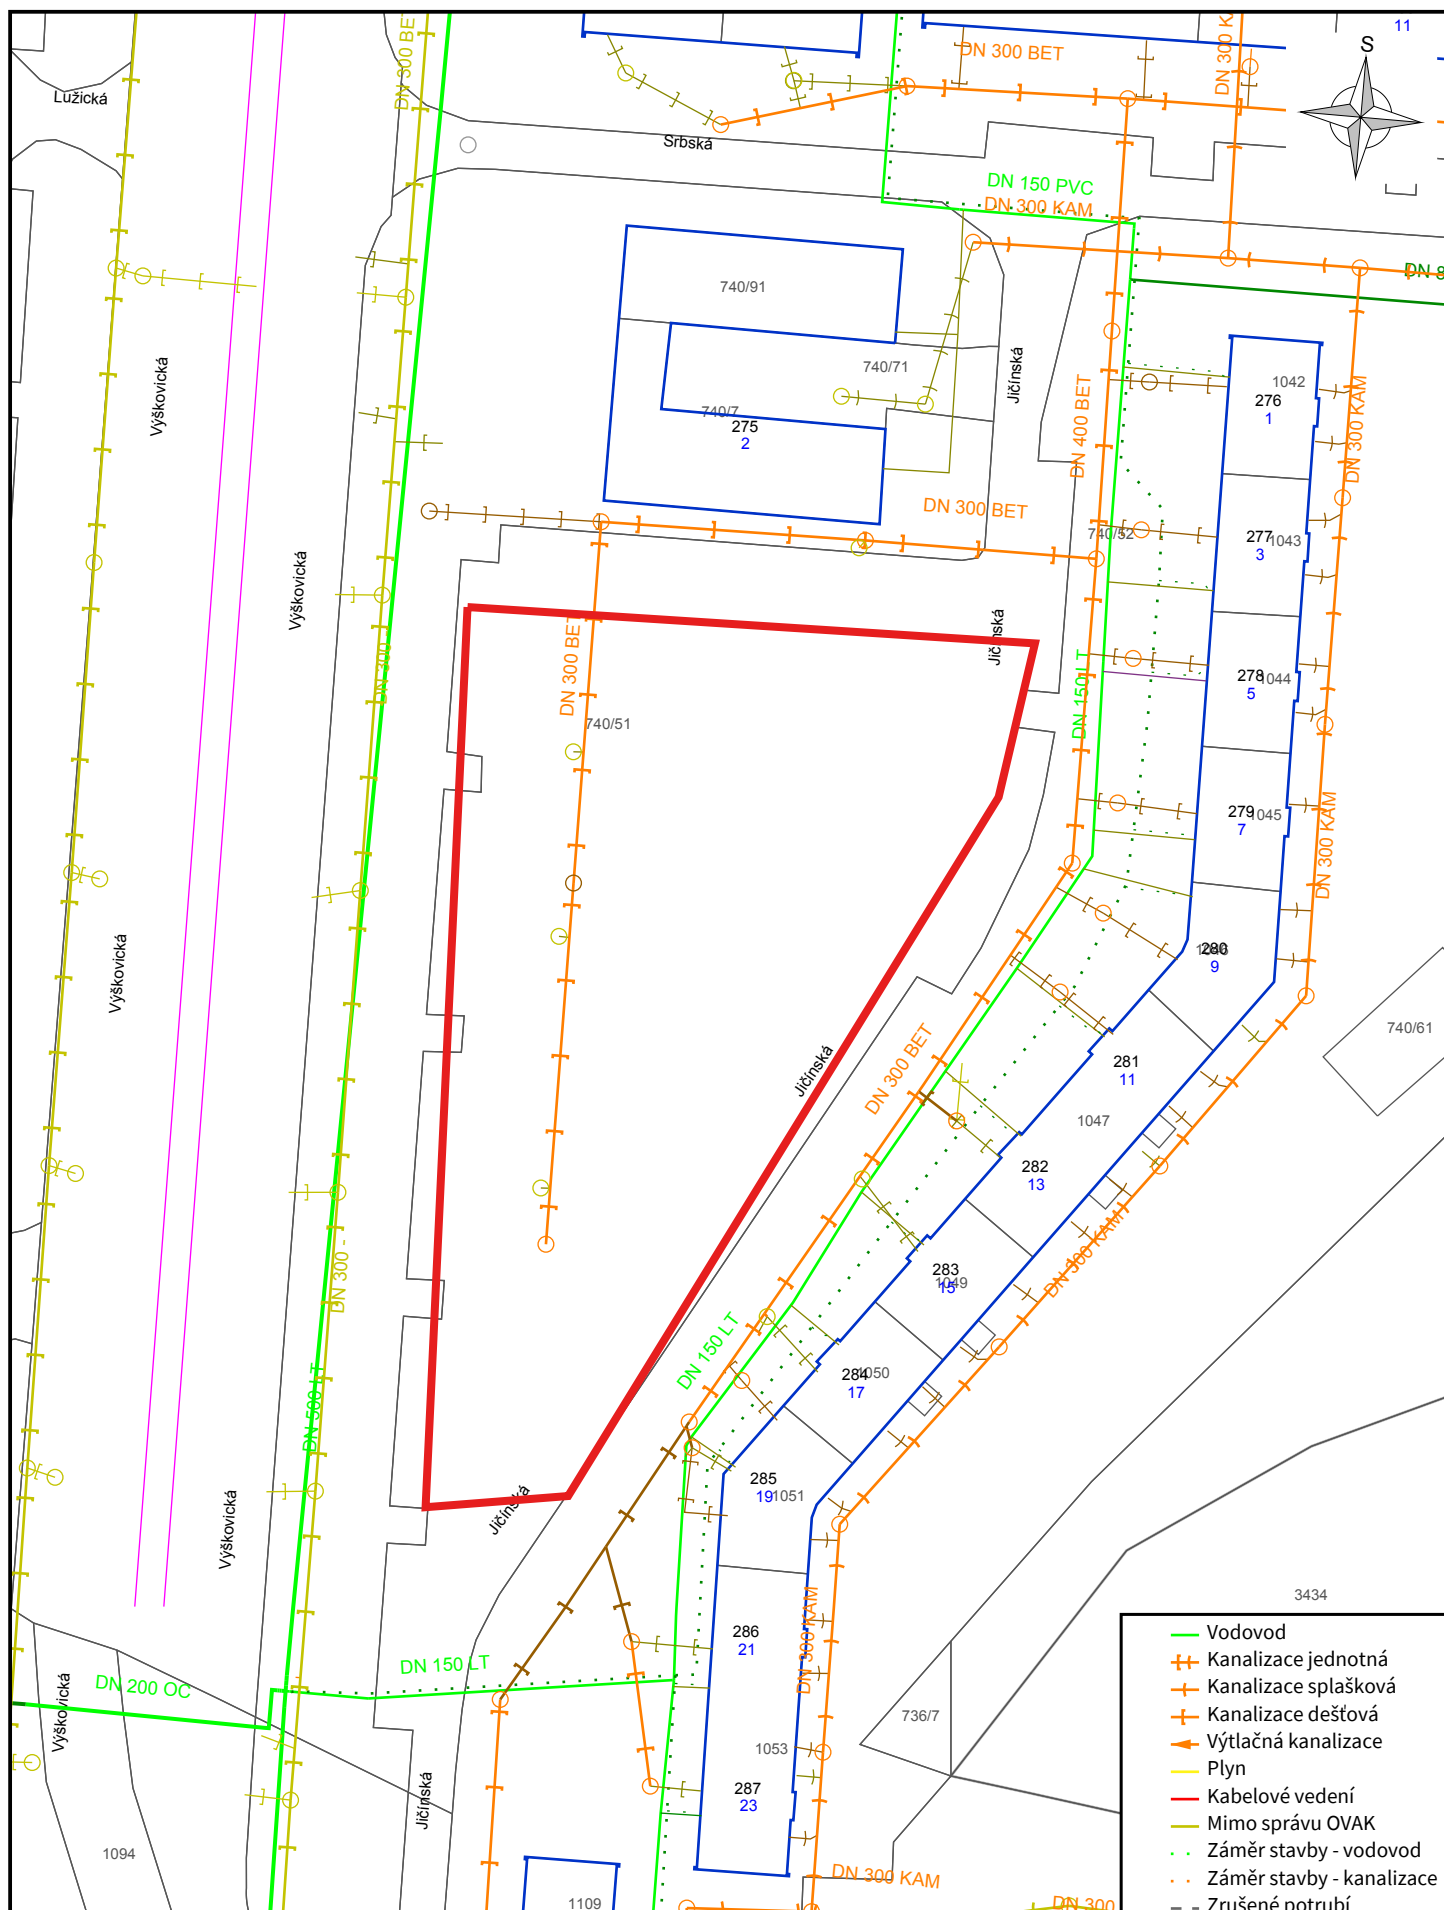 11
S
DN 300 BET
DN 300 BET
DN 300 KA
Lužická
Srbská
DN 150 PVC
DN 300 KAM
DN 8
740/91
740/71
740/7
275
2
Výškovická
Jičínská
DN 400 BET
1042
276
1
DN 300 KAM
DN 300 BET
740/52
277
1043
3
Výškovická
DN 300 -
DN 300 BET
740/51
Jičínská
DN 150 LT
278
1044
5
279
1045
7
DN 300 KAM
280
1046
9
Výškovická
740/61
Jičínská
DN 300 BET
281
11
1047
282
13
DN 300 -
283
1049
15
DN 300 KAM
DN 150 LT
284
1050
17
DN 500 LT
285
1051
19
Výškovická
Jičínská
3434
286
21
DN 300 KAM
DN 150 LT
DN 200 OC
Výškovická
736/7
1053
287
23
Jičínská
1094
DN 300 KAM
1109
DN 300
Vodovod
Kanalizace jednotná
Kanalizace splašková
Kanalizace dešťová
Výtlačná kanalizace
Plyn
Kabelové vedení
Mimo správu OVAK
Záměr stavby - vodovod
Záměr stavby - kanalizace
Zrušené potrubí